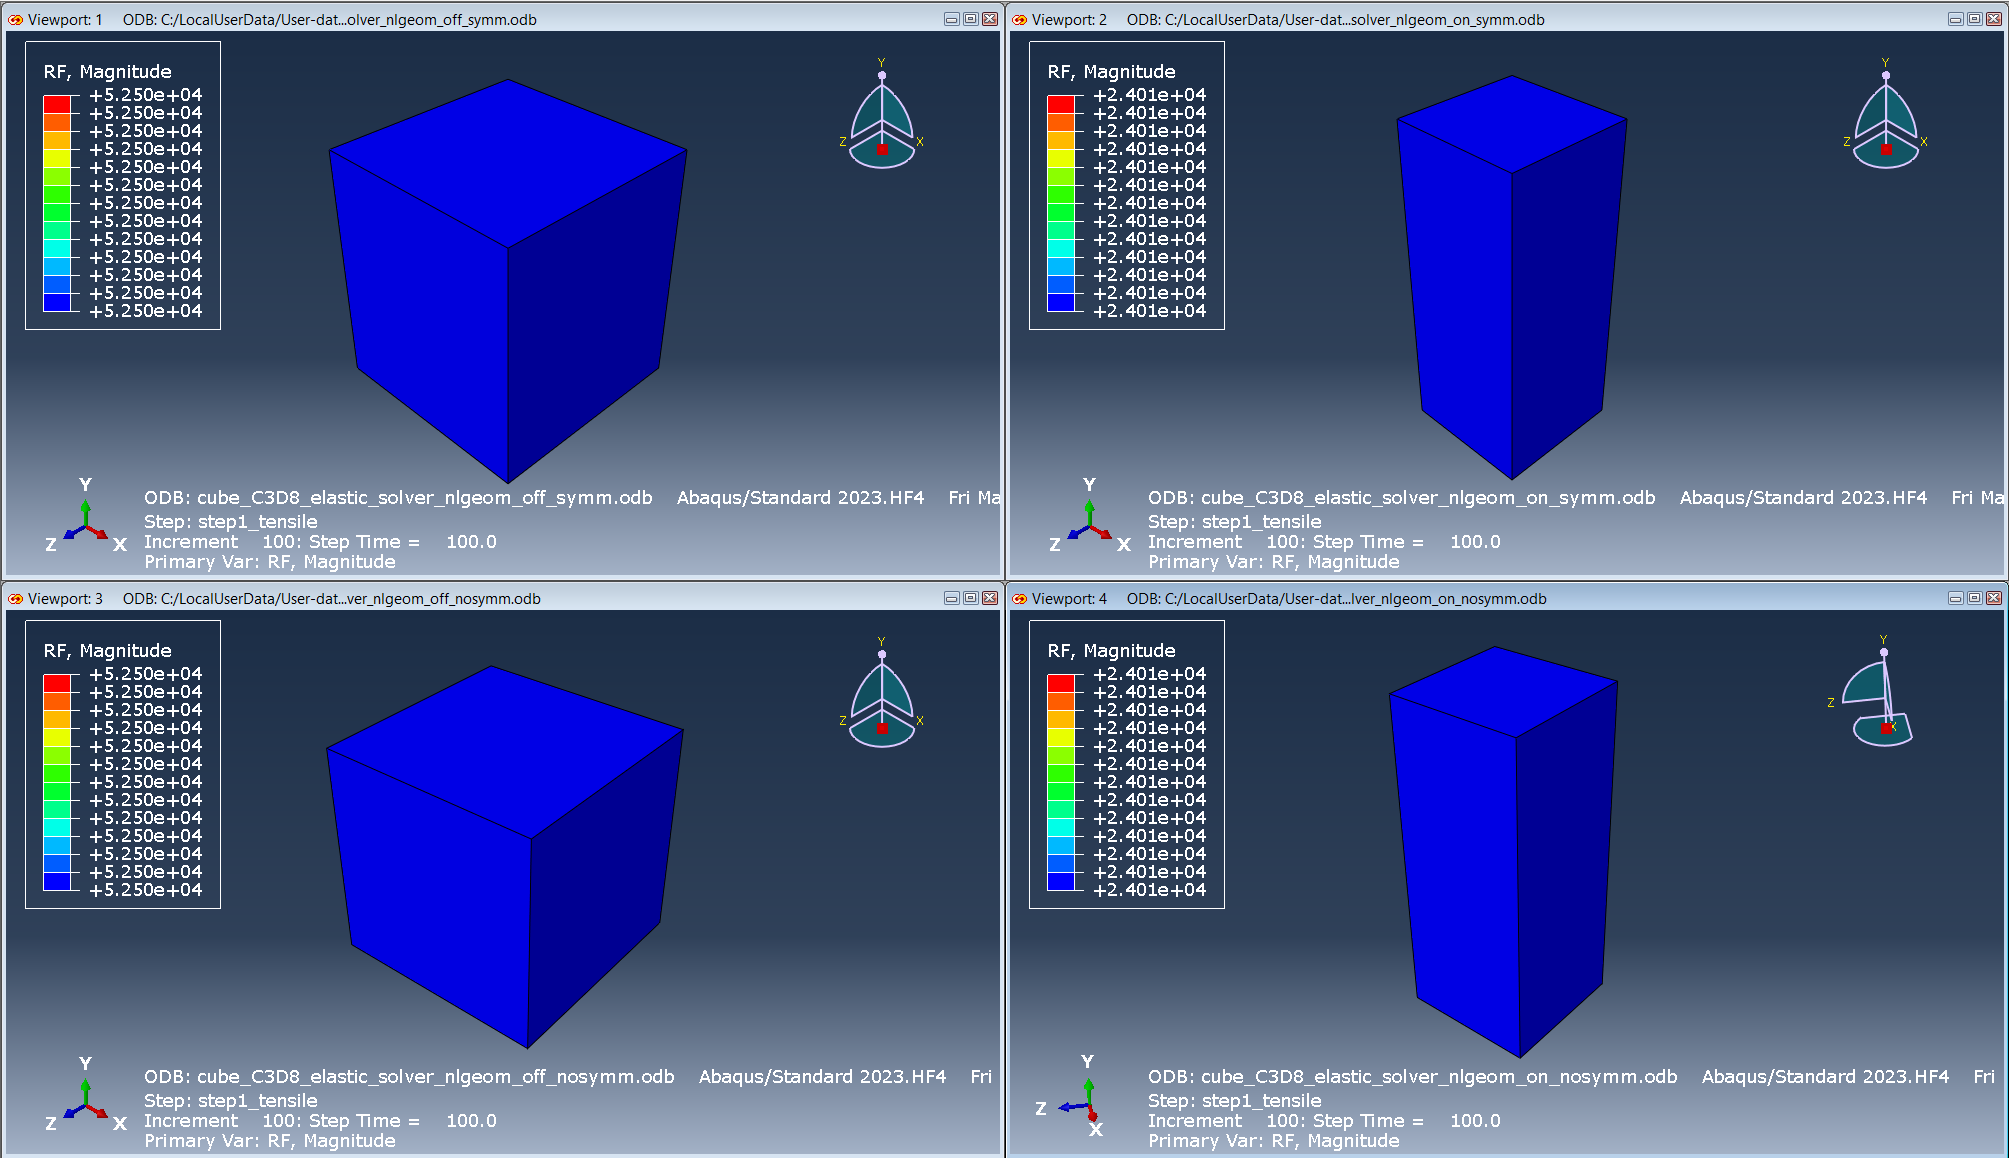 Viewport: 1 ODB: C:/LocalUserData/User-dat...olver_nlgeom_off_symm.odb
RF, Magnitude
+5.250e+04
+5.250e+04
+5.250e+04
+5.250e+04
+5.250e+04
+5.250e+04
+5.250e+04
+5.250e+04
+5.250e+04
+5.250e+04
+5.250e+04
+5.250e+04
+5.250e+04
Y
Z X
Y
Z X
ODB: cube_C3D8_elastic_solver_nlgeom_off_symm.odb Abaqus/Standard 2023.HF4 Fri Ma
Step: step1_tensile
Increment 100: Step Time = 100.0
Primary Var: RF, Magnitude
Viewport: 2 ODB: C:/LocalUserData/User-dat...solver_nlgeom_on_symm.odb
RF, Magnitude
+2.401e+04
+2.401e+04
+2.401e+04
+2.401e+04
+2.401e+04
+2.401e+04
+2.401e+04
+2.401e+04
+2.401e+04
+2.401e+04
+2.401e+04
+2.401e+04
+2.401e+04
Y
Z X
Y
Z X
ODB: cube_C3D8_elastic_solver_nlgeom_on_symm.odb Abaqus/Standard 2023.HF4 Fri Ma
Step: step1_tensile
Increment 100: Step Time = 100.0
Primary Var: RF, Magnitude
Viewport: 3 ODB: C:/LocalUserData/User-dat...ver_nlgeom_off_nosymm.odb
RF, Magnitude
+5.250e+04
+5.250e+04
+5.250e+04
+5.250e+04
+5.250e+04
+5.250e+04
+5.250e+04
+5.250e+04
+5.250e+04
+5.250e+04
+5.250e+04
+5.250e+04
+5.250e+04
Y
Z X
Y
Z X
ODB: cube_C3D8_elastic_solver_nlgeom_off_nosymm.odb Abaqus/Standard 2023.HF4 Fri
Step: step1_tensile
Increment 100: Step Time = 100.0
Primary Var: RF, Magnitude
Viewport: 4 ODB: C:/LocalUserData/User-dat...lver_nlgeom_on_nosymm.odb
RF, Magnitude
+2.401e+04
+2.401e+04
+2.401e+04
+2.401e+04
+2.401e+04
+2.401e+04
+2.401e+04
+2.401e+04
+2.401e+04
+2.401e+04
+2.401e+04
+2.401e+04
+2.401e+04
Y
Z
X
Y
Z
X
ODB: cube_C3D8_elastic_solver_nlgeom_on_nosymm.odb Abaqus/Standard 2023.HF4 Fri
Step: step1_tensile
Increment 100: Step Time = 100.0
Primary Var: RF, Magnitude